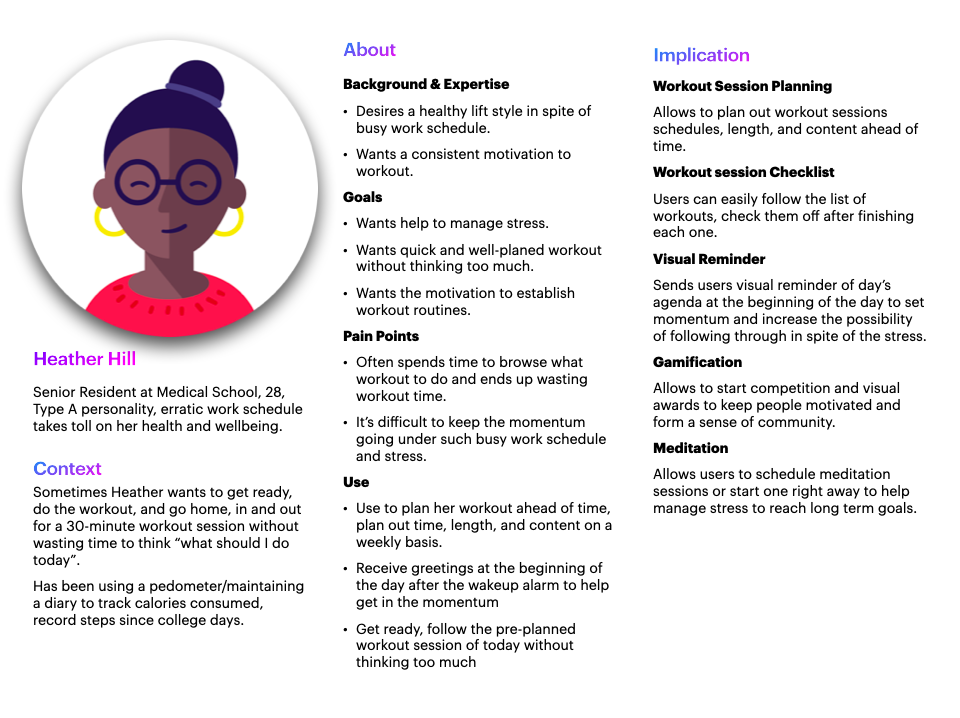 Heather Hill
Senior Resident at Medical School, 28,
Type A personality, erratic work schedule
takes toll on her health and wellbeing.
Context
Sometimes Heather wants to get ready,
do the workout, and go home, in and out
for a 30-minute workout session without
wasting time to think “what should I do
today”.
Has been using a pedometer/maintaining
a diary to track calories consumed,
record steps since college days.
About
Background & Expertise
• Desires a healthy lift style in spite of
busy work schedule.
• Wants a consistent motivation to
workout.
Goals
• Wants help to manage stress.
• Wants quick and well-planed workout
without thinking too much.
• Wants the motivation to establish
workout routines.
Pain Points
• Often spends time to browse what
workout to do and ends up wasting
workout time.
• It’s difficult to keep the momentum
going under such busy work schedule
and stress.
Use
• Use to plan her workout ahead of time,
plan out time, length, and content on a
weekly basis.
• Receive greetings at the beginning of
the day after the wakeup alarm to help
get in the momentum
• Get ready, follow the pre-planned
workout session of today without
thinking too much
Implication
Workout Session Planning
Allows to plan out workout sessions
schedules, length, and content ahead of
time.
Workout session Checklist
Users can easily follow the list of
workouts, check them off after finishing
each one.
Visual Reminder
Sends users visual reminder of day’s
agenda at the beginning of the day to set
momentum and increase the possibility
of following through in spite of the stress.
Gamification
Allows to start competition and visual
awards to keep people motivated and
form a sense of community.
Meditation
Allows users to schedule meditation
sessions or start one right away to help
manage stress to reach long term goals.